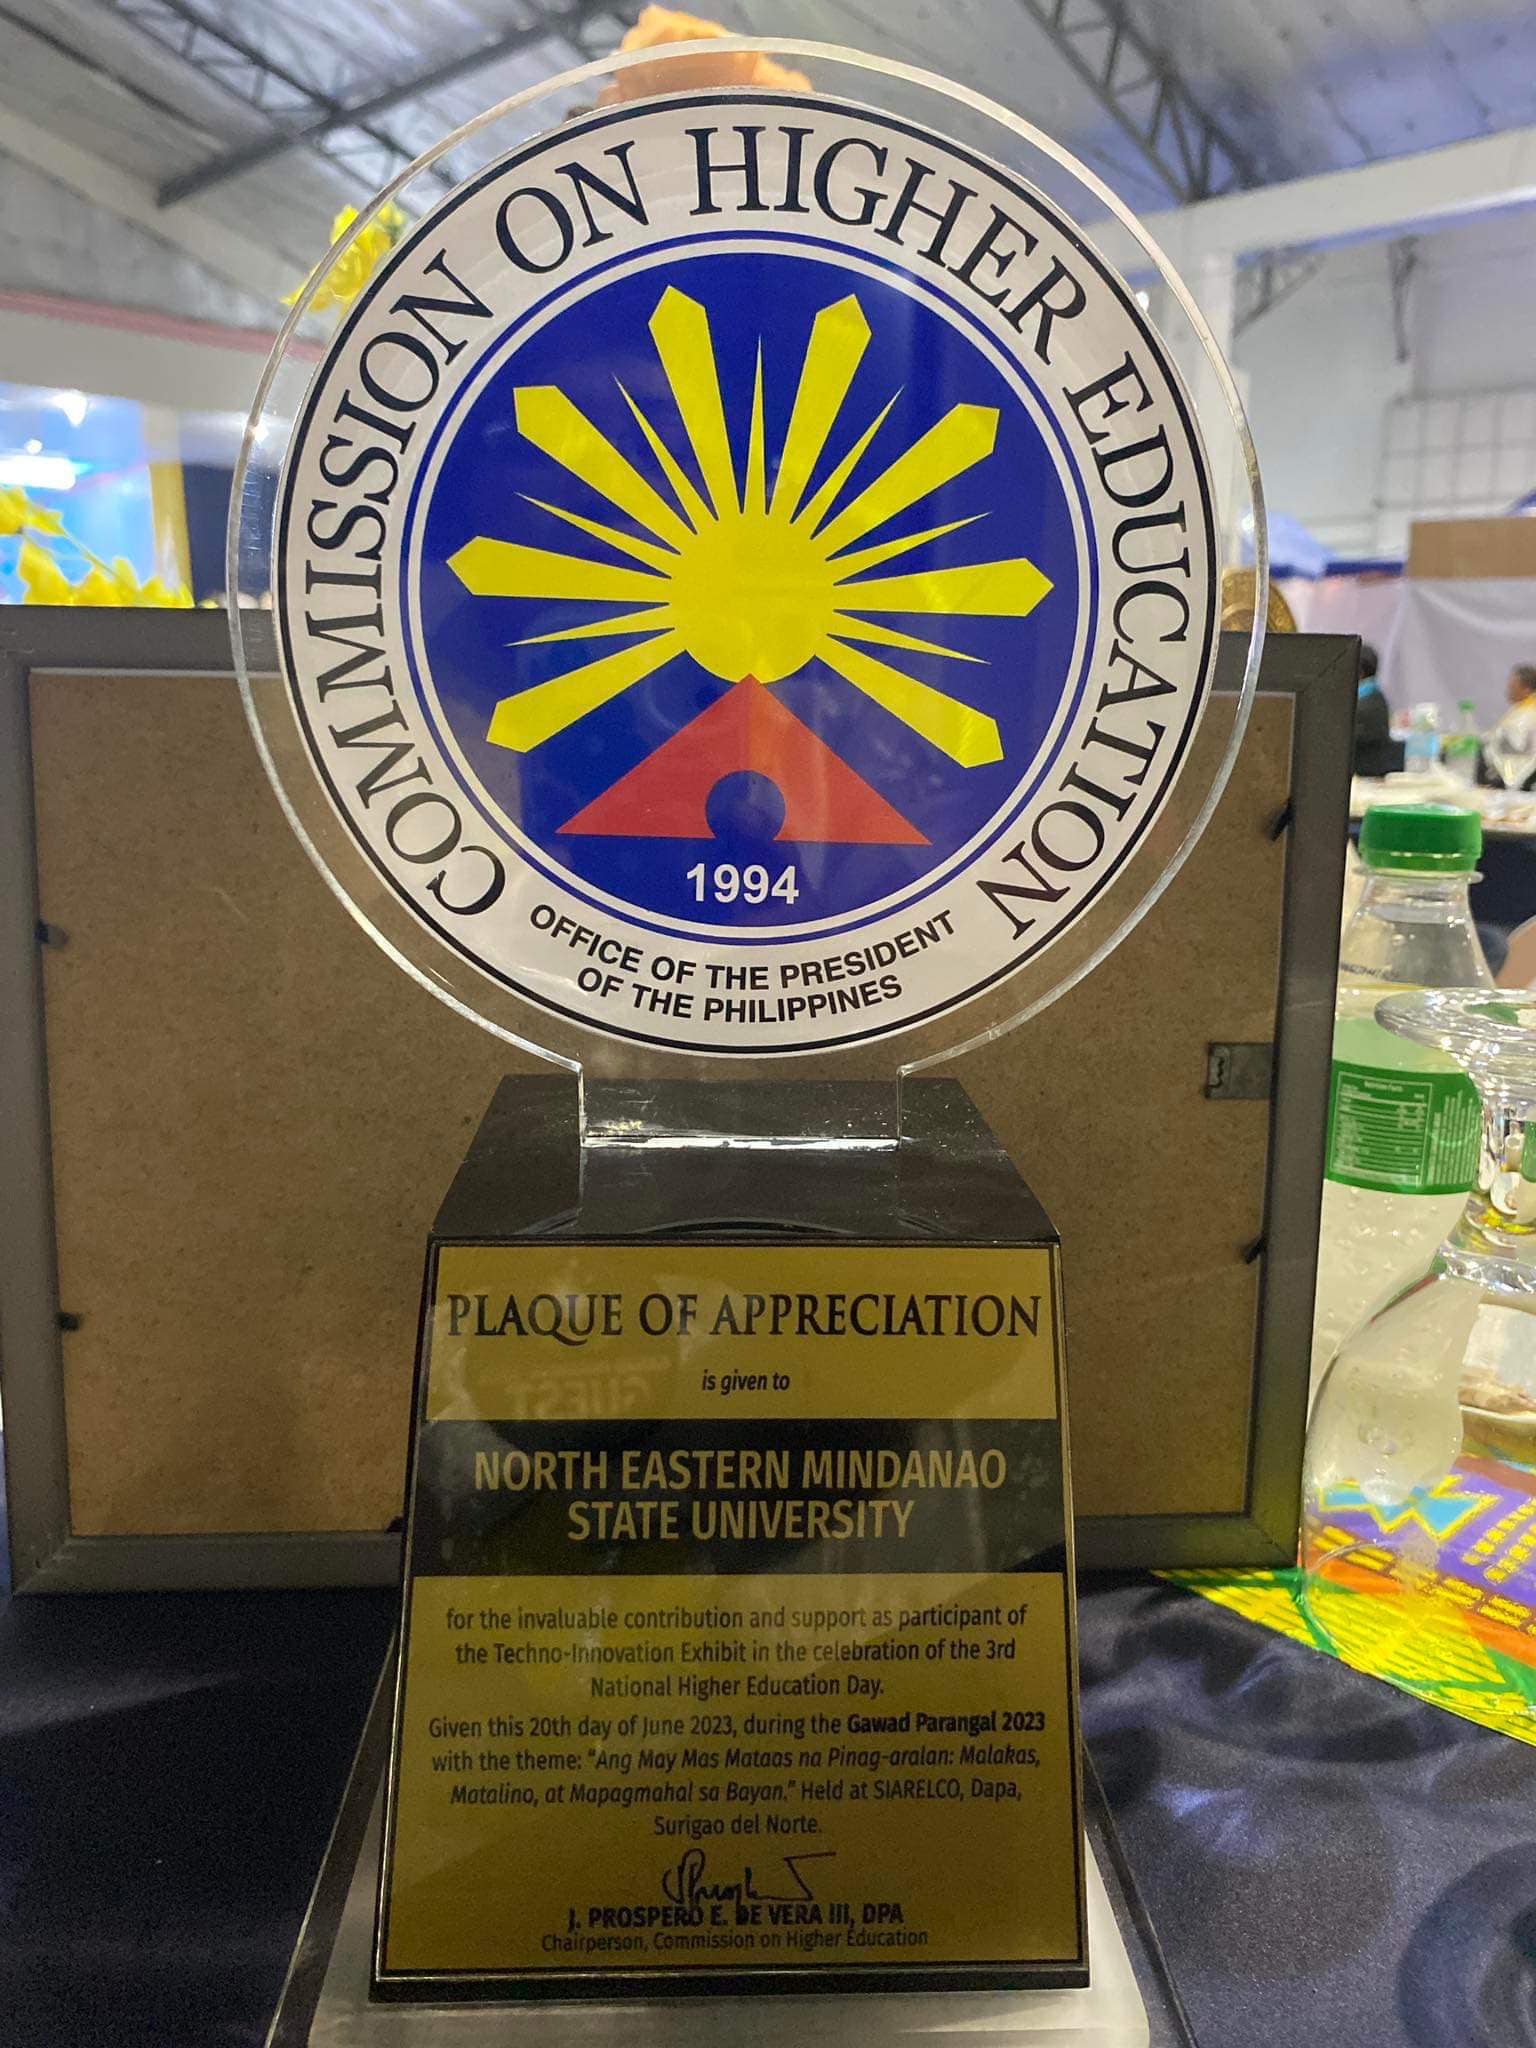 COMMISSION ON HIGHER EDUCATION
1994
OFFICE OF THE PRESIDENT
OF THE PHILIPPINES
PLAQUE OF APPRECIATION
is given to
NORTH EASTERN MINDANAO
STATE UNIVERSITY
for the invaluable contribution and support as participant of
the Techno-Innovation Exhibit in the celebration of the 3rd
National Higher Education Day.
Given this 20th day of June 2023, during the Gawad Parangal 2023
with the theme: "Ang May Mas Mataas na Pinag-aralan: Malakas,
Matalino, at Mapagmahal sa Bayan." Held at SIARELCO, Dapa,
Surigao del Norte.
J. PROSPERO E. DE VERA III, DPA
Chairperson, Commission on Higher Education
Nutrition Facts